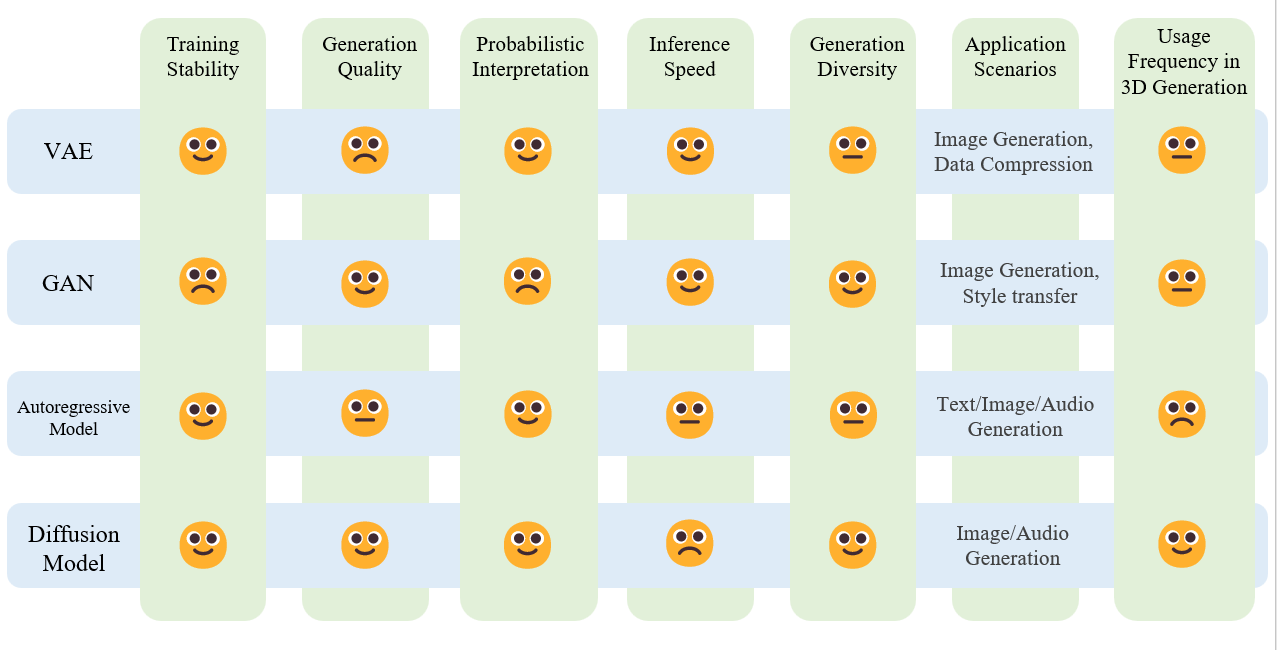 Training
Stability
Generation
Quality
Probabilistic
Interpretation
Inference
Speed
Generation
Diversity
Application
Scenarios
Usage
Frequency in
3D Generation
VAE
Image Generation,
Data Compression
GAN
Image Generation,
Style transfer
Autoregressive
Model
Text/Image/Audio
Generation
Diffusion
Model
Image/Audio
Generation